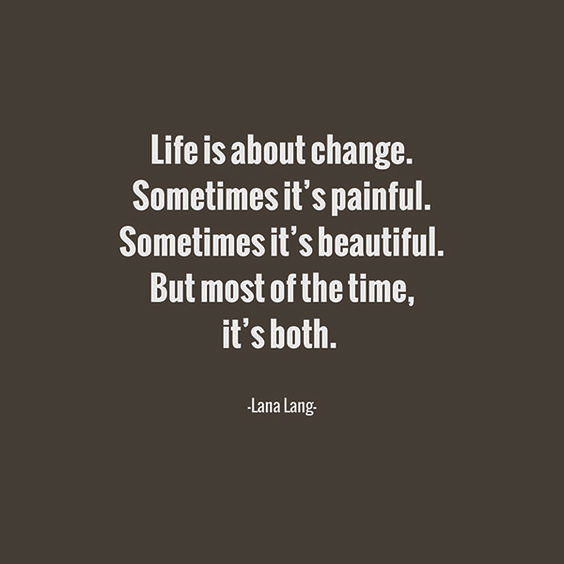 Life is about change.
Sometimes it’s painful.
Sometimes it’s beautiful.
But most of the time,
it’s both.
-Lana Lang-